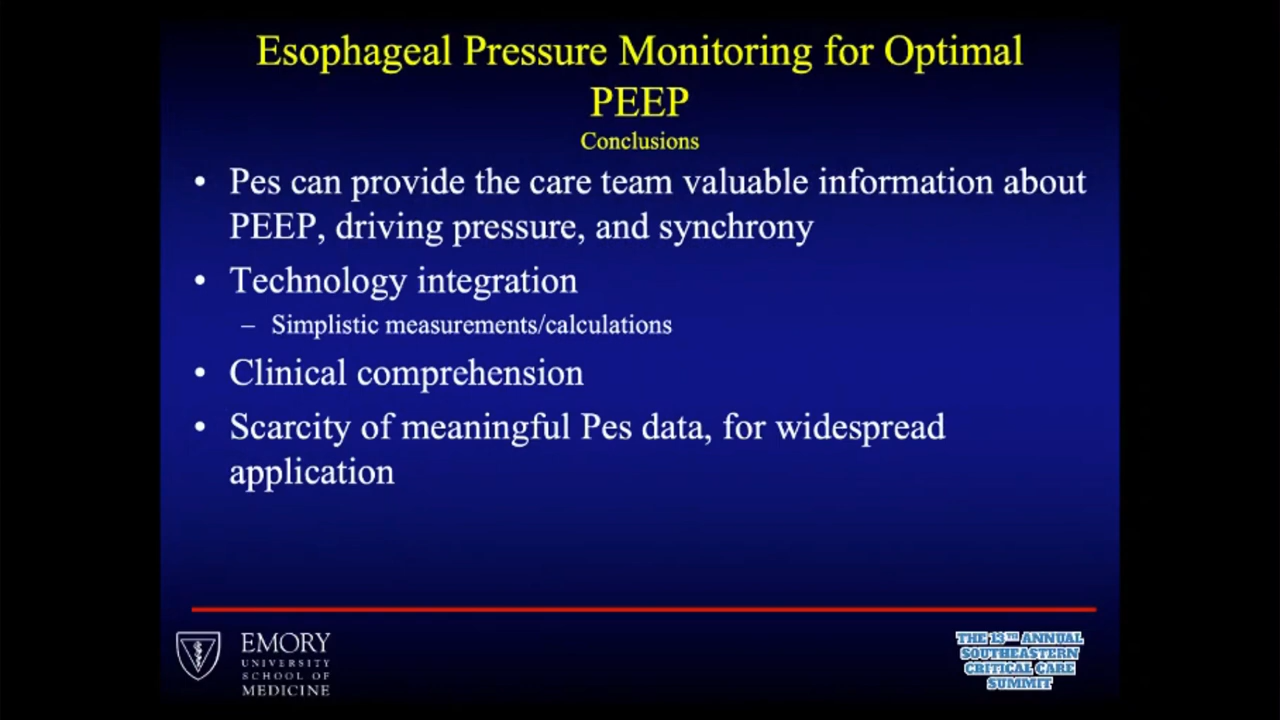 Esophageal Pressure Monitoring for Optimal
PEEP
Conclusions
• Pes can provide the care team valuable information about
PEEP, driving pressure, and synchrony
• Technology integration
– Simplistic measurements/calculations
• Clinical comprehension
• Scarcity of meaningful Pes data, for widespread
application
EMORY
UNIVERSITY
SCHOOL OF
MEDICINE
THE 13TH ANNUAL
SOUTHEASTERN
CRITICAL CARE
SUMMIT